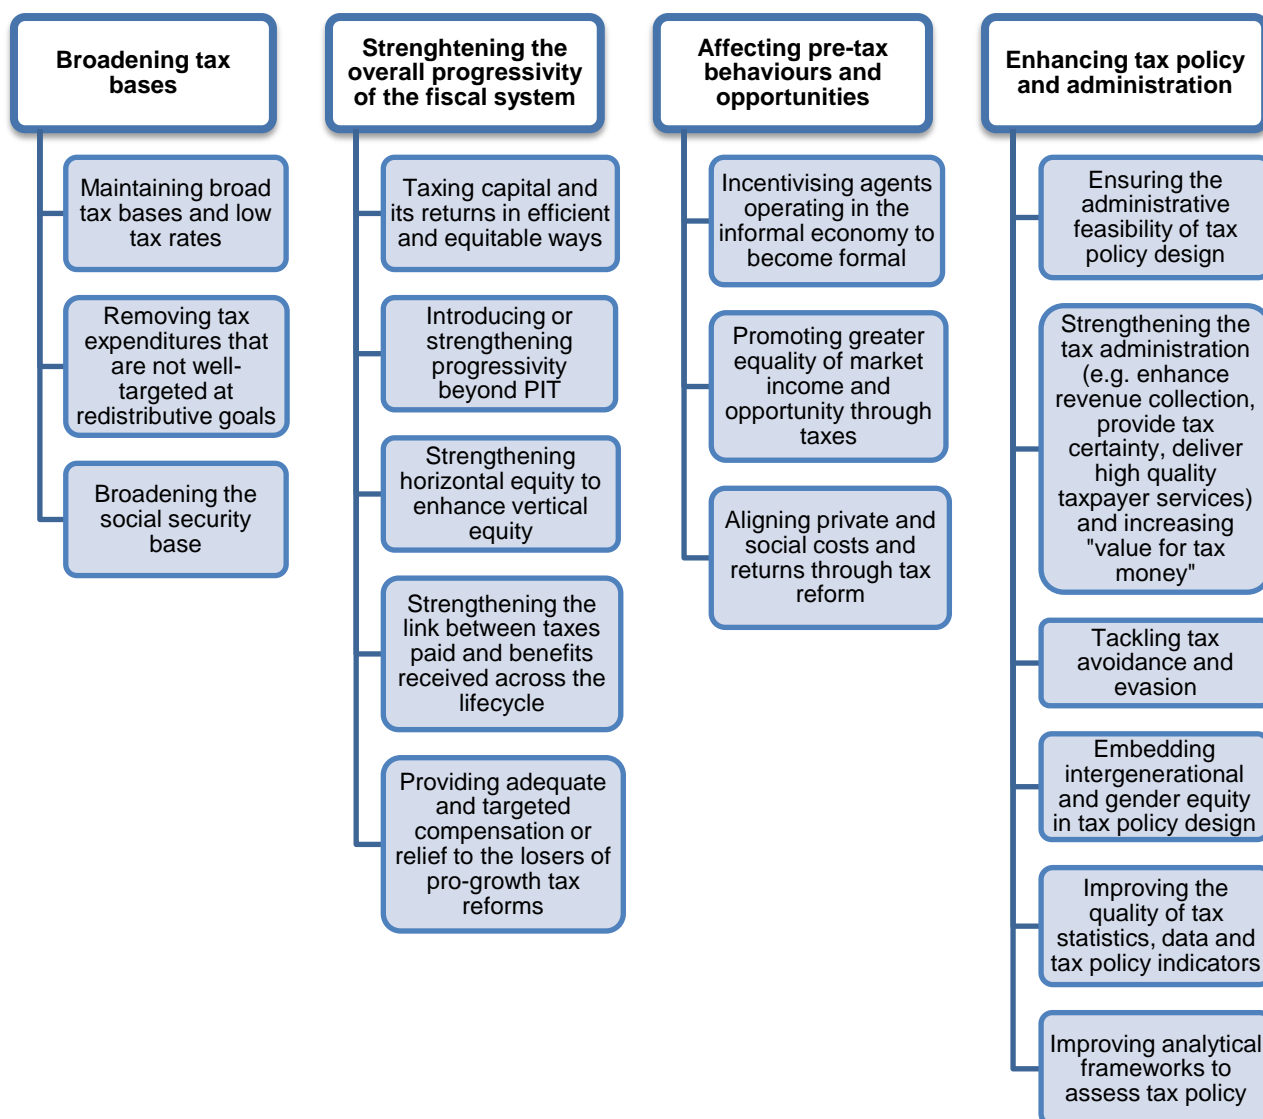 Broadening tax
bases
Maintaining broad
tax bases and low
tax rates
Removing tax
expenditures that
are not well-
targeted at
redistributive goals
Broadening the
social security
base
Strenghtening the
overall progressivity
of the fiscal system
Taxing capital and
its returns in efficient
and equitable ways
Introducing or
strengthening
progressivity
beyond PIT
Strengthening
horizontal equity to
enhance vertical
equity
Strengthening the
link between taxes
paid and benefits
received across the
lifecycle
Providing adequate
and targeted
compensation or
relief to the losers of
pro-growth tax
reforms
Affecting pre-tax
behaviours and
opportunities
Incentivising agents
operating in the
informal economy to
become formal
Promoting greater
equality of market
income and
opportunity through
taxes
Aligning private and
social costs and
returns through tax
reform
Enhancing tax policy
and administration
Ensuring the
administrative
feasibility of tax
policy design
Strengthening the
tax administration
(e.g. enhance
revenue collection,
provide tax
certainty, deliver
high quality
taxpayer services)
and increasing
"value for tax
money"
Tackling tax
avoidance and
evasion
Embedding
intergenerational
and gender equity
in tax policy design
Improving the
quality of tax
statistics, data and
tax policy indicators
Improving analytical
frameworks to
assess tax policy